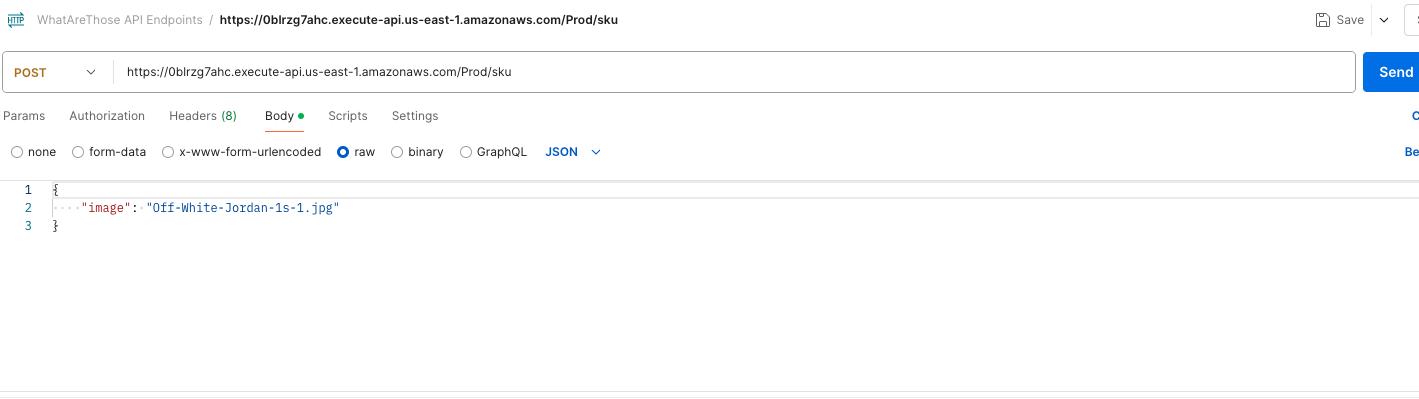 HTTP WhatAreThose API Endpoints / https://0blrzg7ahc.execute-api.us-east-1.amazonaws.com/Prod/sku Save
POST https://0blrzg7ahc.execute-api.us-east-1.amazonaws.com/Prod/sku Send
Params Authorization Headers (8) Body Scripts Settings
none form-data x-www-form-urlencoded raw binary GraphQL JSON Be
1 {
2 "image": "Off-White-Jordan-1s-1.jpg"
3 }